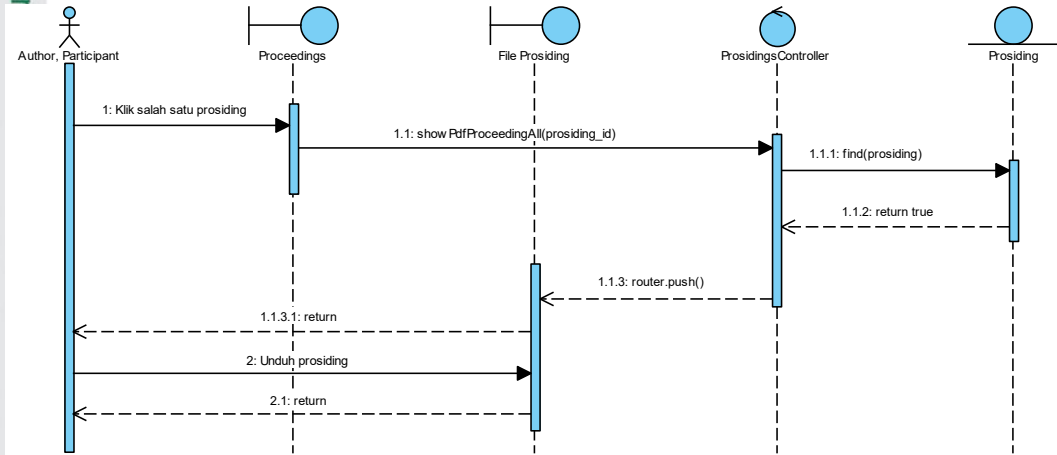 Author, Participant
Proceedings
File Prosiding
ProsidingsController
Prosiding
1: Klik salah satu prosiding
1.1: show PdfProceedingAll(prosiding_id)
1.1.1: find(prosiding)
1.1.2: return true
1.1.3: router.push()
1.1.3.1: return
2: Unduh prosiding
2.1: return